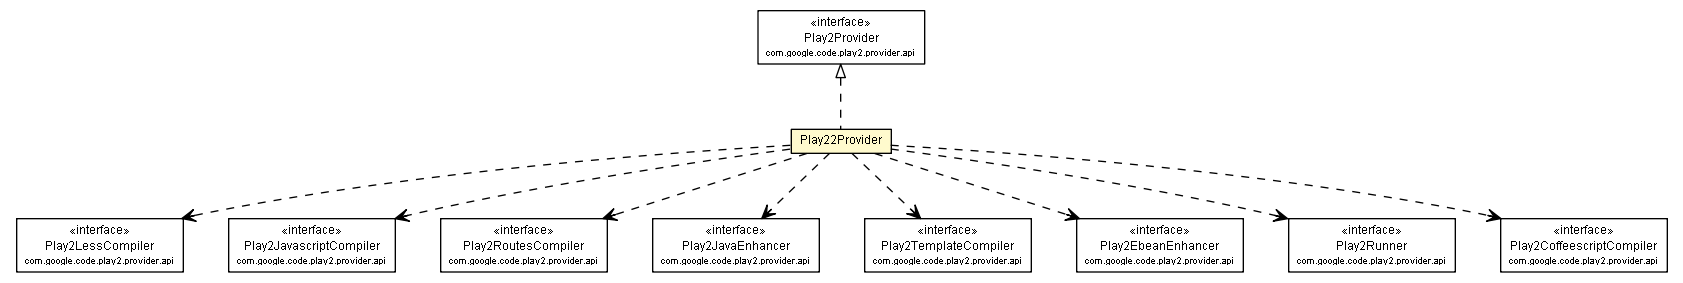 «interface»
Play2Provider
com.google.code.play2.provider.api
Play22Provider
«interface»
Play2LessCompiler
com.google.code.play2.provider.api
«interface»
Play2JavascriptCompiler
com.google.code.play2.provider.api
«interface»
Play2RoutesCompiler
com.google.code.play2.provider.api
«interface»
Play2JavaEnhancer
com.google.code.play2.provider.api
«interface»
Play2TemplateCompiler
com.google.code.play2.provider.api
«interface»
Play2EbeanEnhancer
com.google.code.play2.provider.api
«interface»
Play2Runner
com.google.code.play2.provider.api
«interface»
Play2CoffeescriptCompiler
com.google.code.play2.provider.api